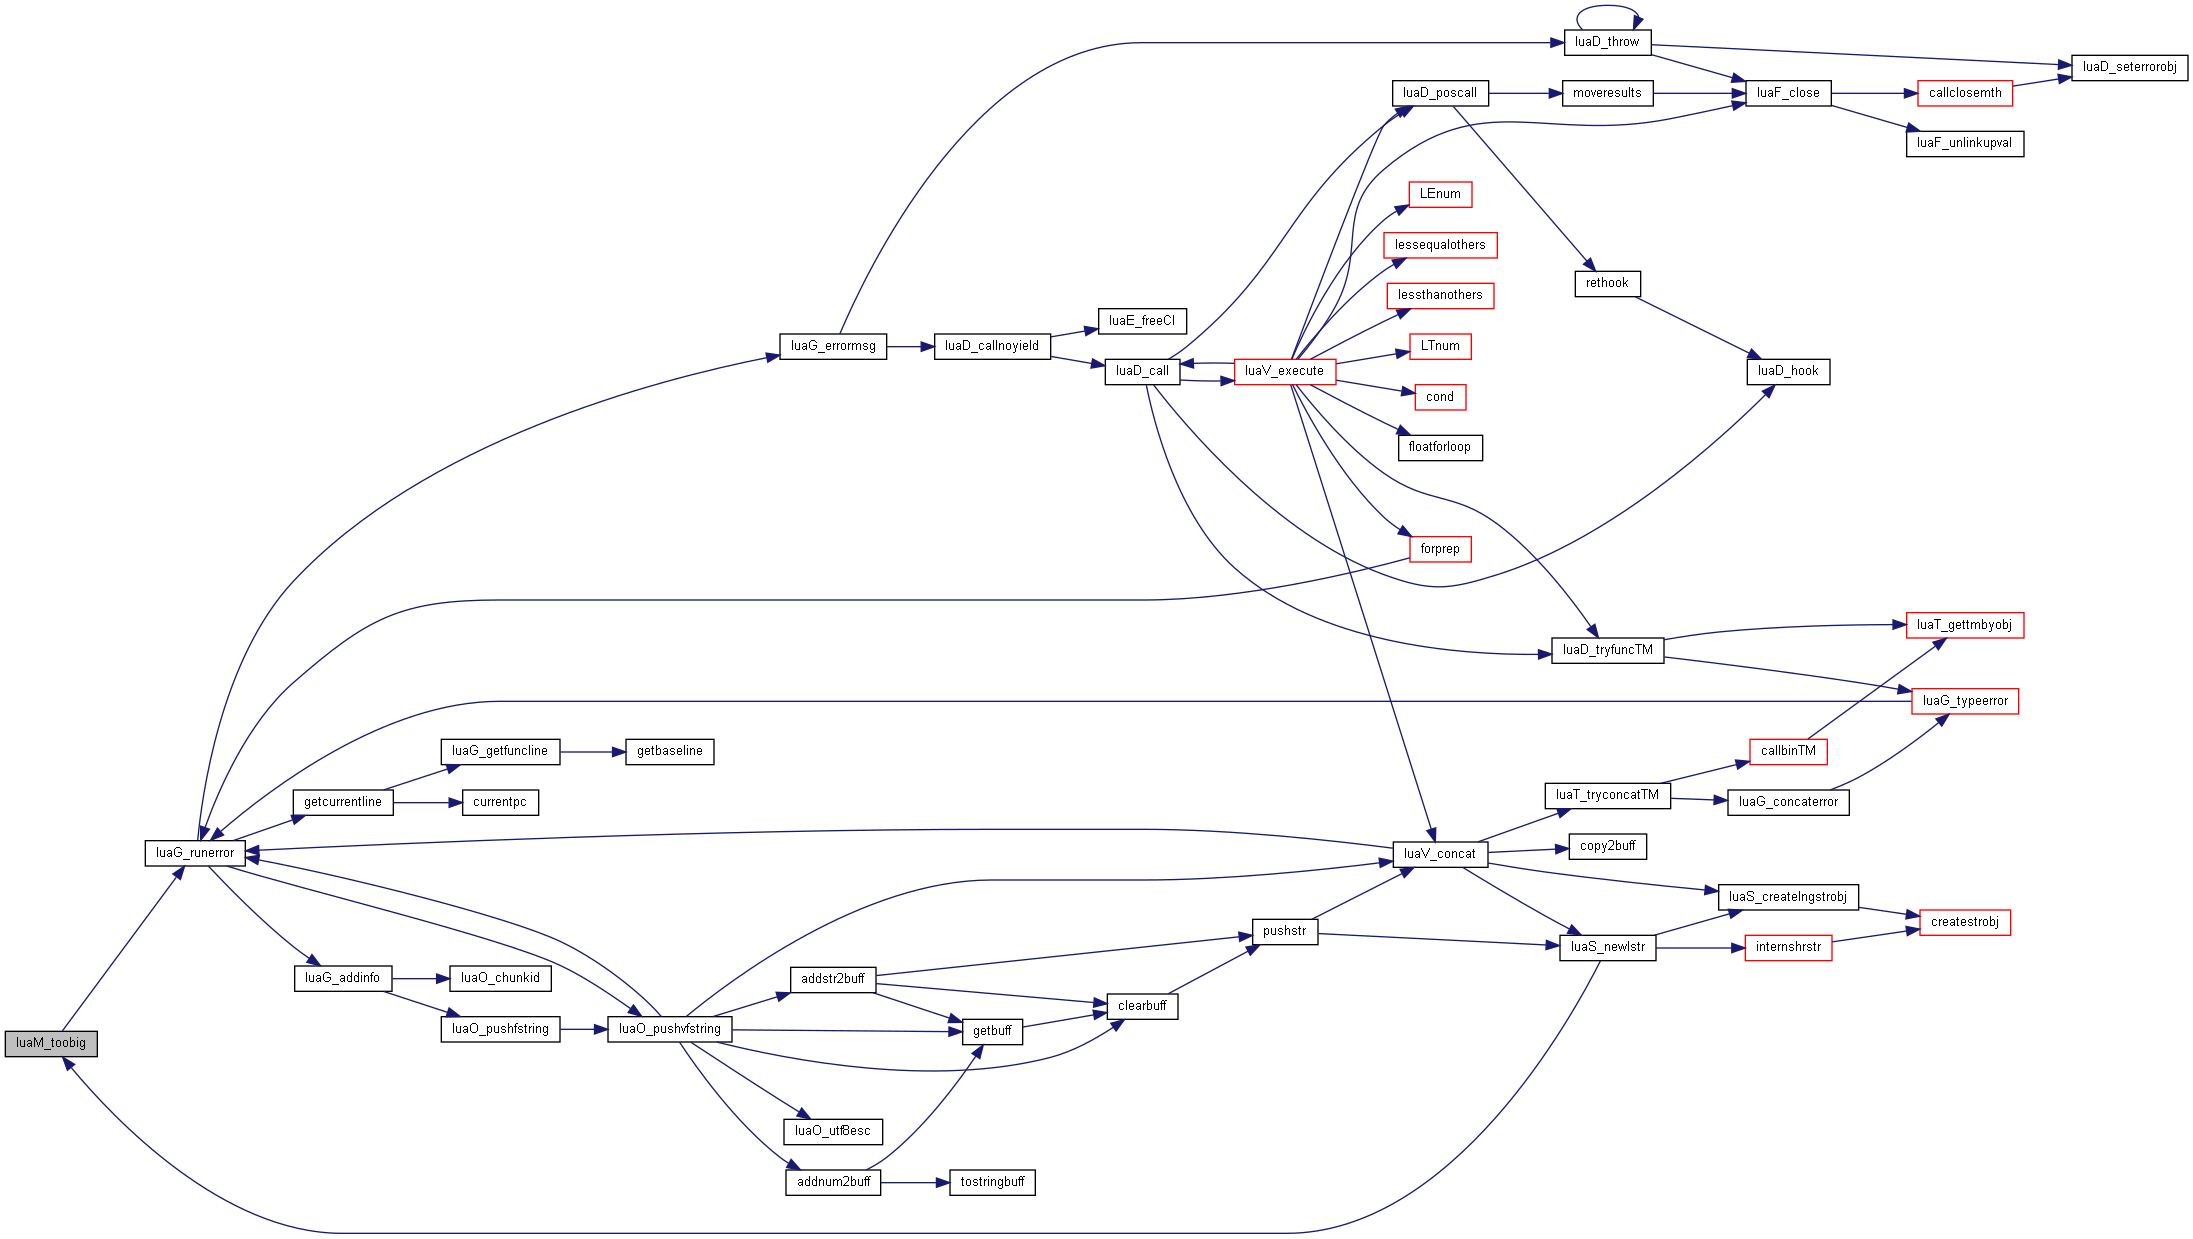 luaD_throw
luaD_seterrorobj
luaD_poscall
moveresults
luaF_close
callclosemth
luaF_unlinkupval
LEnum
lessequalothers
rethook
lessthanothers
luaE_freeCI
luaG_errormsg
luaD_callnoyield
LTnum
luaD_call
luaV_execute
luaD_hook
cond
floatforloop
forprep
luaT_gettmbyobj
luaD_tryfuncTM
luaG_typeerror
luaG_getfuncline
getbaseline
callbinTM
getcurrentline
currentpc
luaT_tryconcatTM
luaG_concaterror
luaG_runerror
luaV_concat
copy2buff
luaS_createlngstrobj
createstrobj
pushstr
luaS_newlstr
internshrstr
luaG_addinfo
luaO_chunkid
addstr2buff
clearbuff
luaO_pushfstring
luaO_pushvfstring
getbuff
luaM_toobig
luaO_utf8esc
addnum2buff
tostringbuff